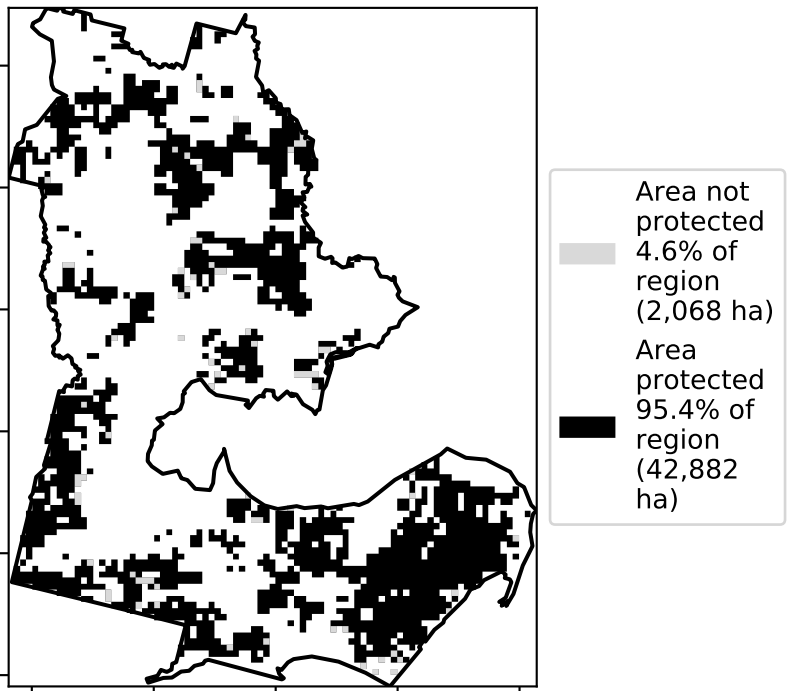 Area not
protected
4.6% of
region
(2,068 ha)
Area
protected
95.4% of
region
(42,882
ha)